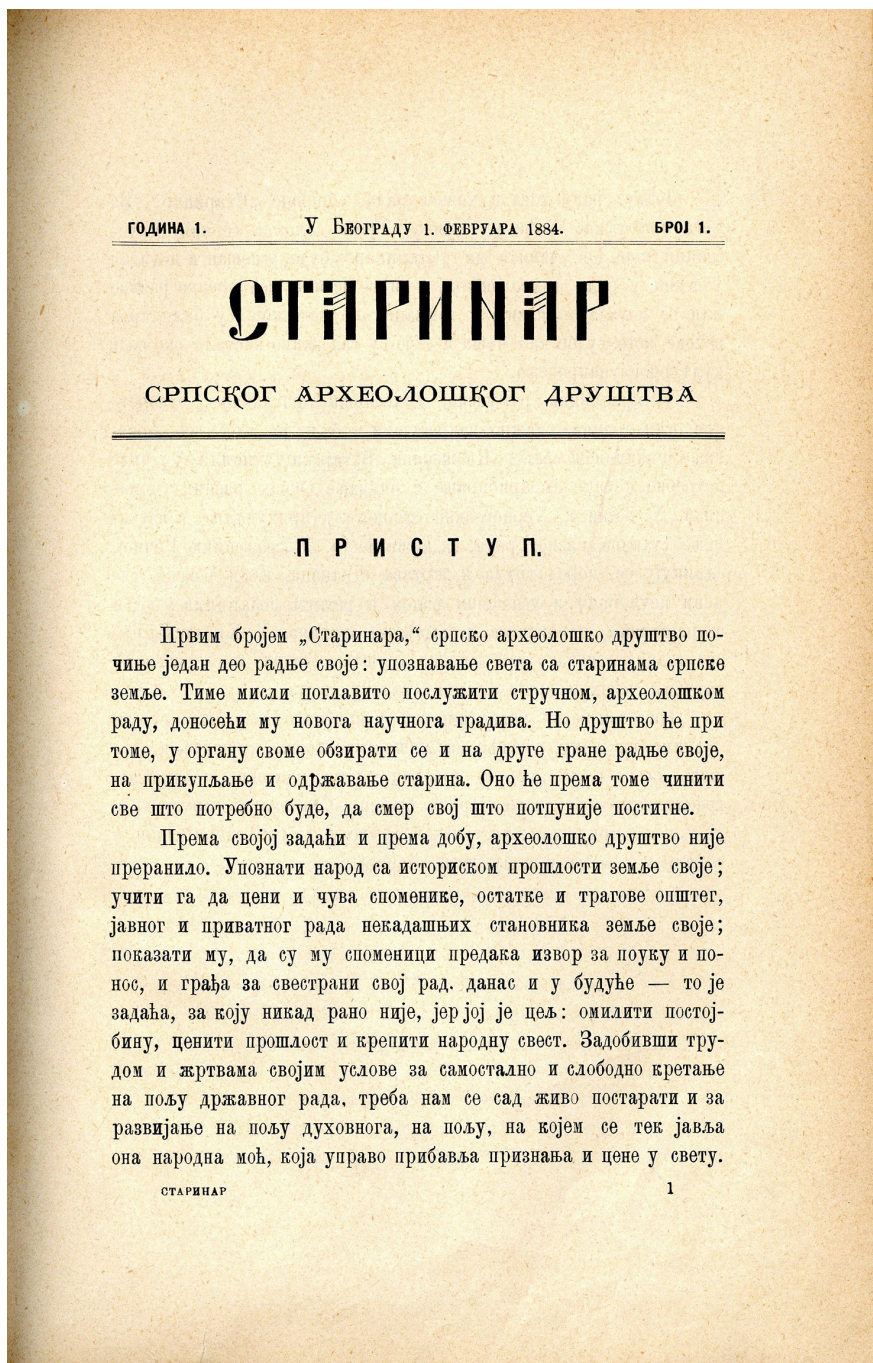 ГОДИНА 1. У Београду 1. фебруара 1884. БРОЈ 1.
СТАРИНАР
СРПСКОГ АРХЕОЛОШКОГ ДРУШТВА
ПРИСТУП.
Првим бројем „Старинара,“ српско археолошко друштво по-
чиње један део радње своје: упознавање света са старинама српске
земље. Тиме мисли поглавито послужити стручном, археолошком
раду, доносећи му новога научнога градива. Но друштво ће при
томе, у органу своме обзирати се и на друге гране радње своје,
на прикупљање и одржавање старина. Оно ће према томе чинити
све што потребно буде, да смер свој што потпуније постигне.
Према својој задаћи и према добу, археолошко друштво није
преранило. Упознати народ са историском прошлости земље своје;
учити га да цени и чува споменике, остатке и трагове општег,
јавног и приватног рада некадашњих становника земље своје;
показати му, да су му споменици предака извор за поуку и по-
нос, и грађа за свестрани свој рад. данас и у будуће — то је
задаћа, за коју никад рано није, јер јој је цељ: омилити постој-
бину, ценити прошлост и крепити народну свест. Задобивши тру-
дом и жртвама својим услове за самостално и слободно кретање
на пољу државног рада, треба нам се сад живо постарати и за
развијање на пољу духовнога, на пољу, на којем се тек јавља
она народна моћ, која управо прибавља признања и цене у свету.
СТАРИНАР 1